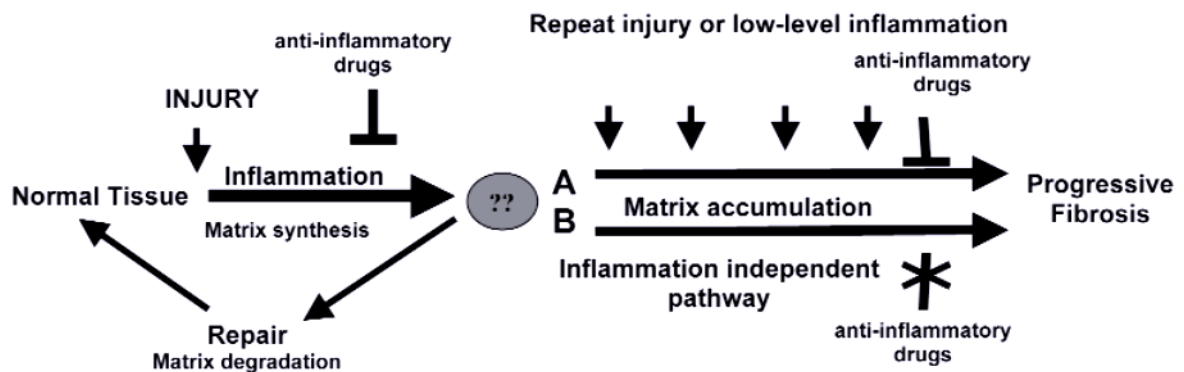 Repeat injury or low-level inflammation
anti-inflammatory
drugs
anti-inflammatory
drugs
INJURY
Normal Tissue
Inflammation
Matrix synthesis
??
A
B
Matrix accumulation
Progressive
Fibrosis
Inflammation independent
pathway
anti-inflammatory
drugs
Repair
Matrix degradation